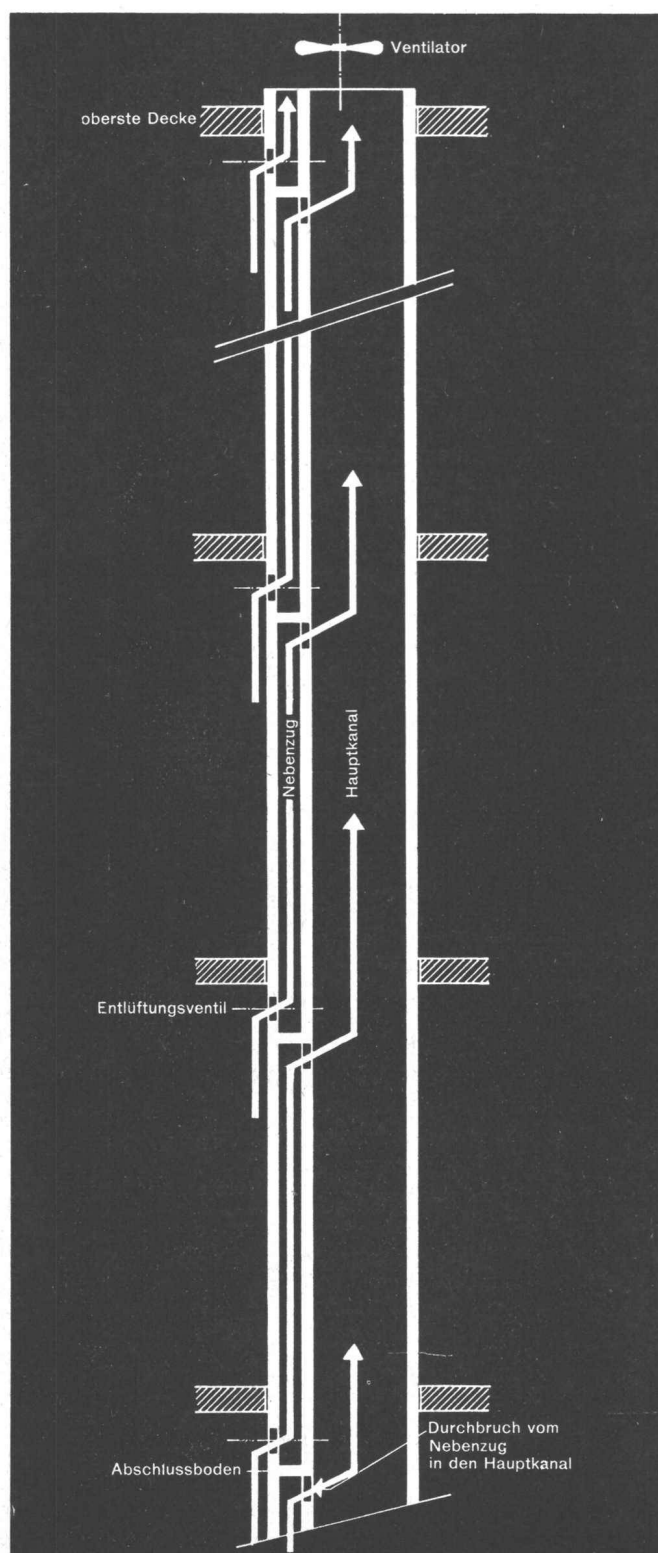 Ventilator
oberste Decke
Nebenzug
Hauptkanal
Entlüftungsventil
Durchbruch vom
Nebenzug
in den Hauptkanal
Abschlussboden